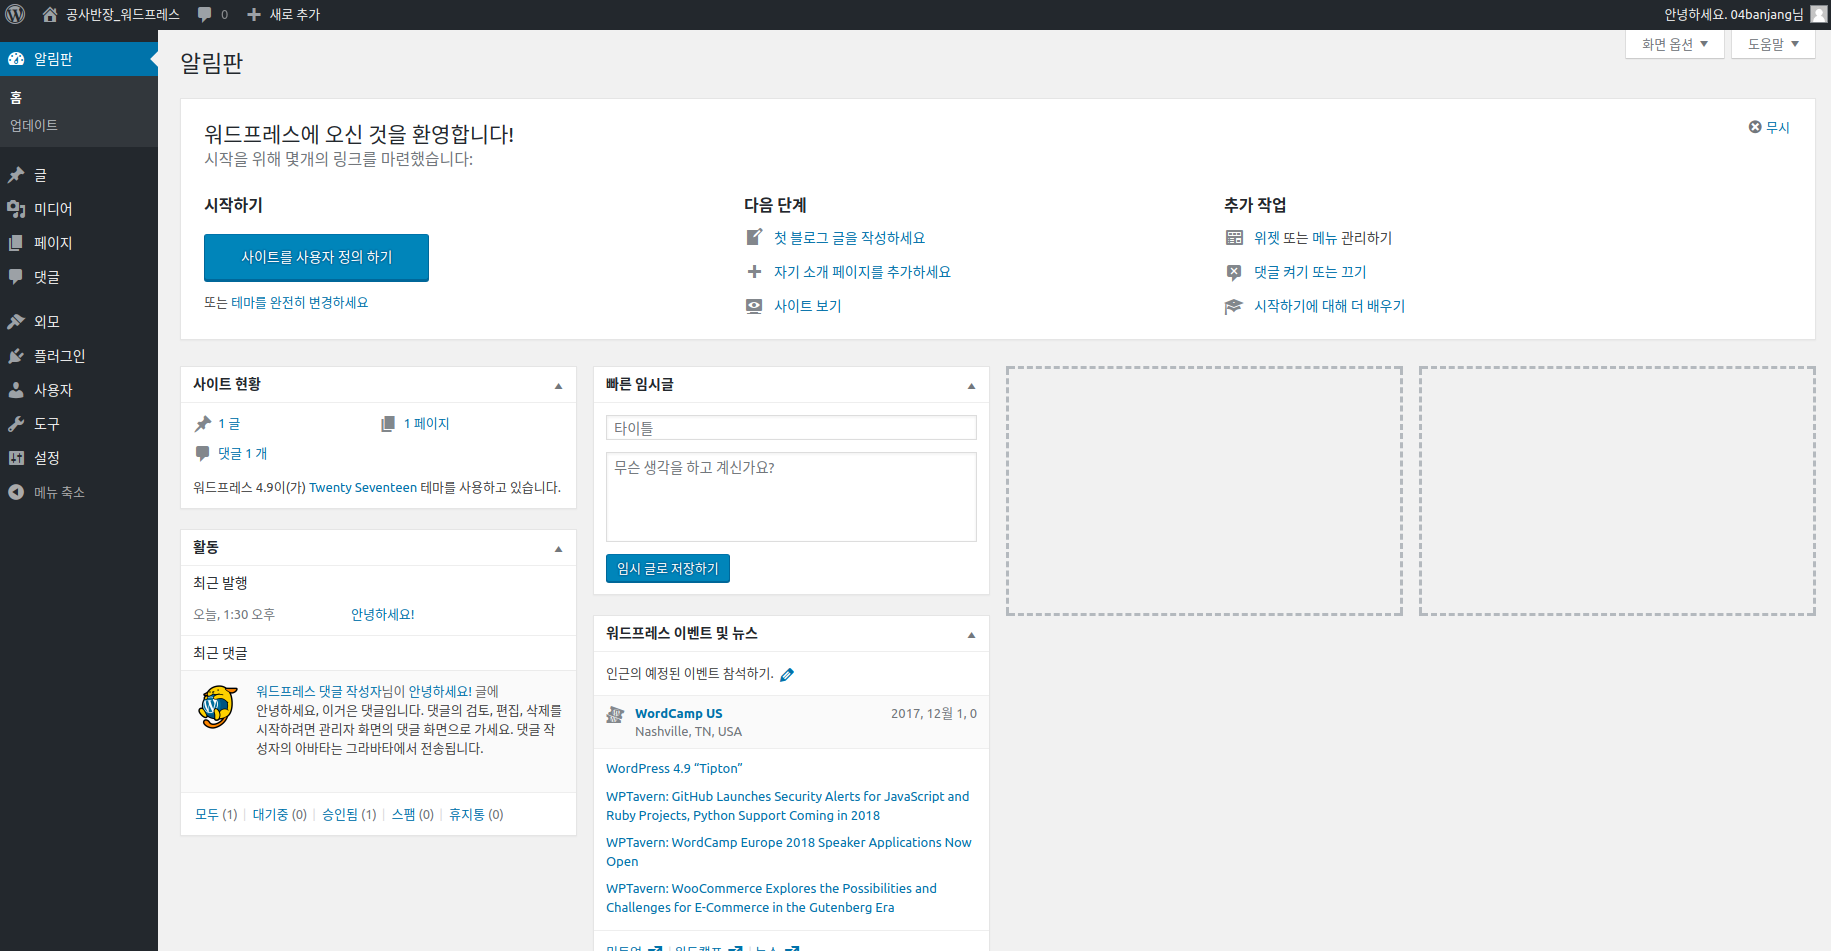 공사반장_워드프레스
0
새로 추가
안녕하세요. 04banjang님
알림판
홈
업데이트
글
미디어
페이지
댓글
외모
플러그인
사용자
도구
설정
메뉴 축소
알림판
화면 옵션
도움말
워드프레스에 오신 것을 환영합니다!
시작을 위해 몇개의 링크를 마련했습니다:
무시
시작하기
사이트를 사용자 정의 하기
또는 테마를 완전히 변경하세요
다음 단계
첫 블로그 글을 작성하세요
자기 소개 페이지를 추가하세요
사이트 보기
추가 작업
위젯 또는 메뉴 관리하기
댓글 켜기 또는 끄기
시작하기에 대해 더 배우기
사이트 현황
1 글
1 페이지
댓글 1 개
워드프레스 4.9이(가) Twenty Seventeen 테마를 사용하고 있습니다.
활동
최근 발행
오늘, 1:30 오후
안녕하세요!
최근 댓글
워드프레스 댓글 작성자님이 안녕하세요! 글에
안녕하세요, 이거은 댓글입니다. 댓글의 검토, 편집, 삭제를
시작하려면 관리자 화면의 댓글 화면으로 가세요. 댓글 작
성자의 아바타는 그라바타에서 전송됩니다.
모두 (1) | 대기중 (0) | 승인됨 (1) | 스팸 (0) | 휴지통 (0)
빠른 임시글
타이틀
무슨 생각을 하고 계신가요?
임시 글로 저장하기
워드프레스 이벤트 및 뉴스
인근의 예정된 이벤트 참석하기.
WordCamp US
2017, 12월 1, 0
Nashville, TN, USA
WordPress 4.9 “Tipton”
WPTavern: GitHub Launches Security Alerts for JavaScript and
Ruby Projects, Python Support Coming in 2018
WPTavern: WordCamp Europe 2018 Speaker Applications Now
Open
WPTavern: WooCommerce Explores the Possibilities and
Challenges for E-Commerce in the Gutenberg Era